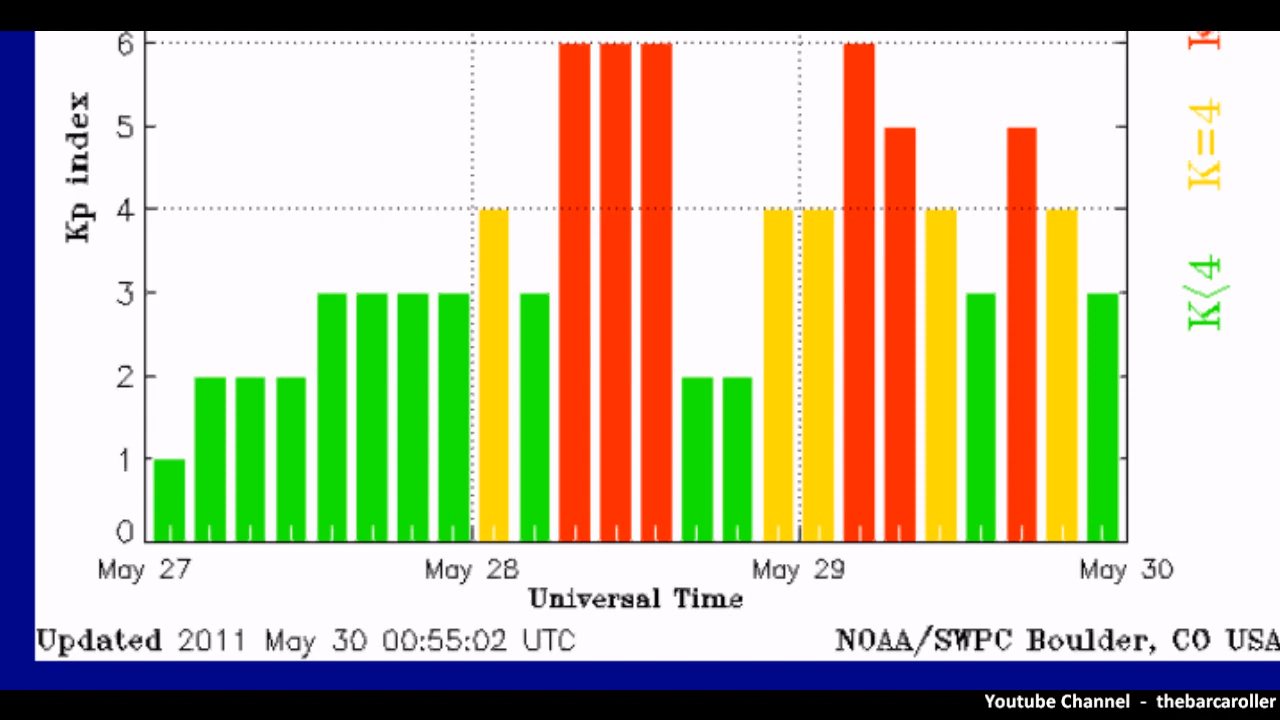 6
5
4
3
2
1
0
Kp index
May 27 May 28 May 29 May 30
Universal Time
Updated 2011 May 30 00:55:02 UTC
NOAA/SWPC Boulder, CO USA
K<4 K=4
Youtube Channel - thebarcaroller